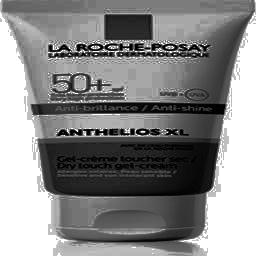 LA ROCHE-POSAY
LABORATOIRE DERMATOLOGIQUE
50+
UVA
Anti-brillance / Anti-shine
ANTHELIOS XL
Gel-crème toucher sec /
Dry touch gel-cream